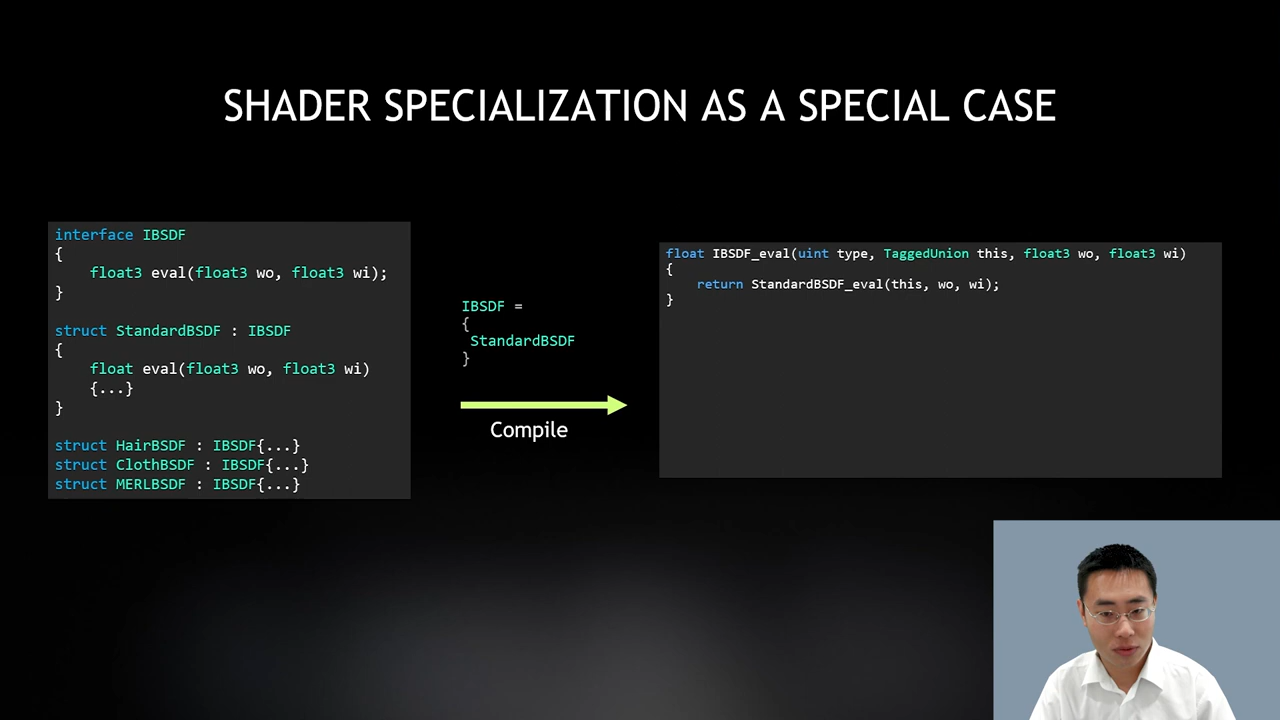 SHADER SPECIALIZATION AS A SPECIAL CASE
interface IBSDF
{
float3 eval(float3 wo, float3 wi);
}
struct StandardBSDF : IBSDF
{
float eval(float3 wo, float3 wi)
{...}
}
struct HairBSDF : IBSDF{...}
struct ClothBSDF : IBSDF{...}
struct MERLBSDF : IBSDF{...}
IBSDF =
{
StandardBSDF
}
Compile
float IBSDF_eval(uint type, TaggedUnion this, float3 wo, float3 wi)
{
return StandardBSDF_eval(this, wo, wi);
}